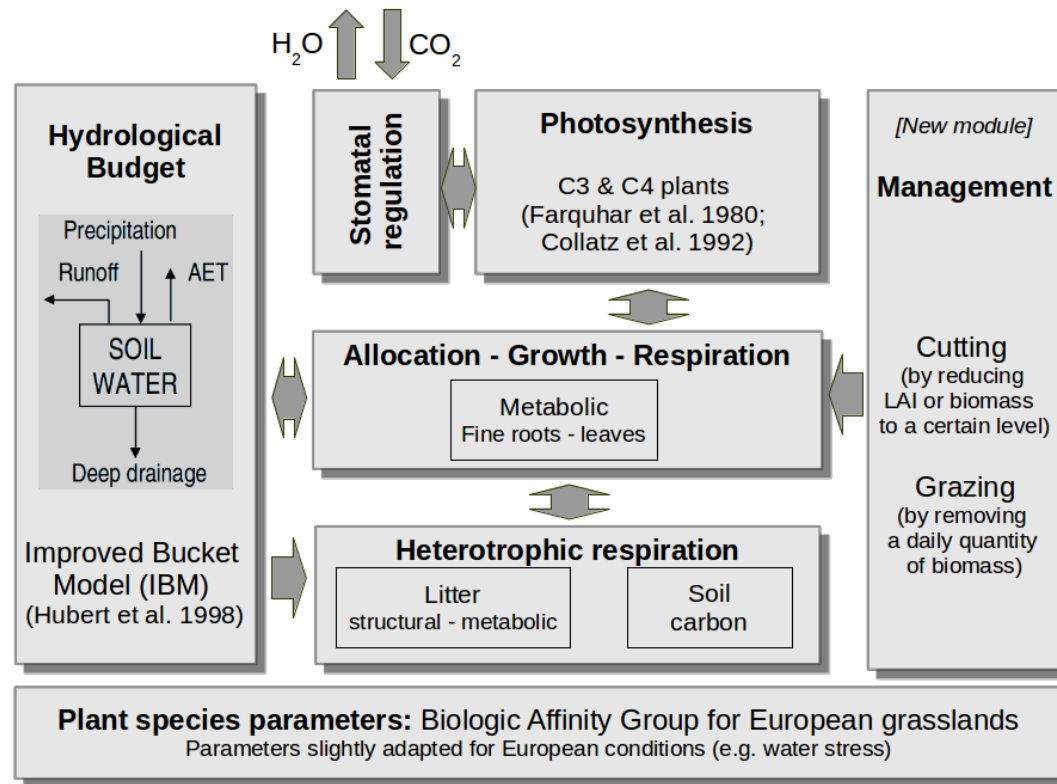 H2O
CO2
Hydrological
Budget
Precipitation
Runoff
AET
SOIL
WATER
Deep drainage
Improved Bucket
Model (IBM)
(Hubert et al. 1998)
Stomatal
regulation
Photosynthesis
C3 & C4 plants
(Farquhar et al. 1980;
Collatz et al. 1992)
Allocation - Growth - Respiration
Metabolic
Fine roots - leaves
Heterotrophic respiration
Litter
structural - metabolic
Soil
carbon
[New module]
Management
Cutting
(by reducing
LAI or biomass
to a certain level)
Grazing
(by removing
a daily quantity
of biomass)
Plant species parameters: Biologic Affinity Group for European grasslands
Parameters slightly adapted for European conditions (e.g. water stress)